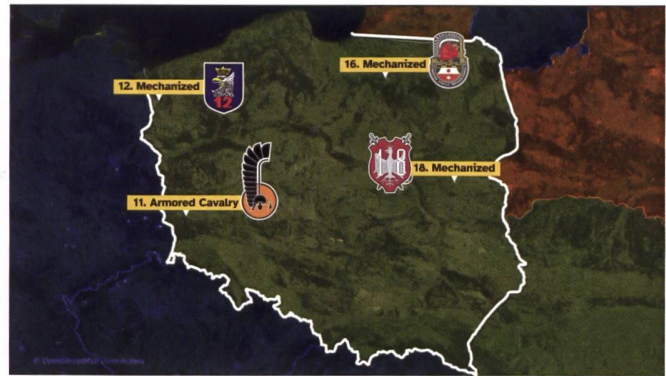 16. Mechanized
12. Mechanized
12
18
18. Mechanized
11. Armored Cavalry